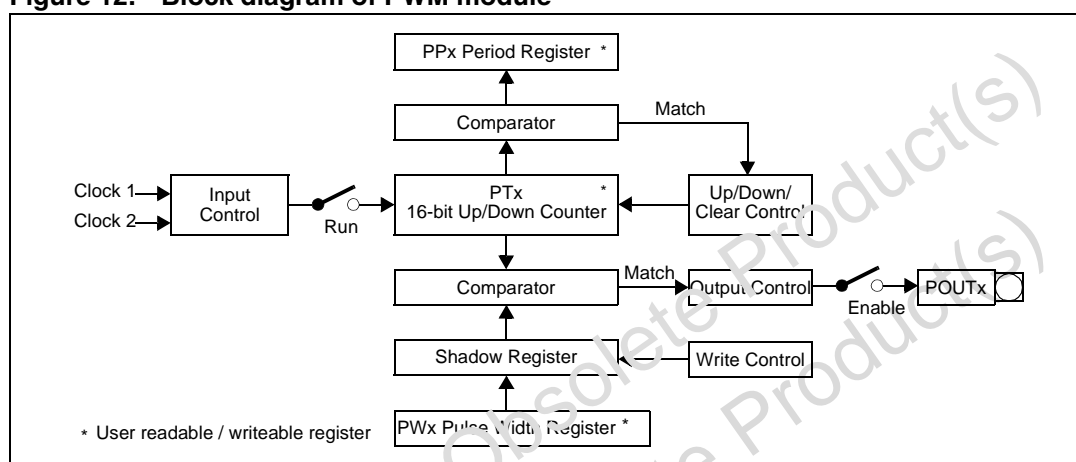 Figure 12. Block diagram of PWM module
PPx Period Register *
Comparator
Match
Clock 1
Clock 2
Input
Control
Run
PTx *
16-bit Up/Down Counter
Up/Down/
Clear Control
Comparator
Match
Output Control
Enable
POUTx
Shadow Register
Write Control
PWx Pulse Width Register *
* User readable / writeable register
Obsolete Product(s)
Obsolete Product(s)